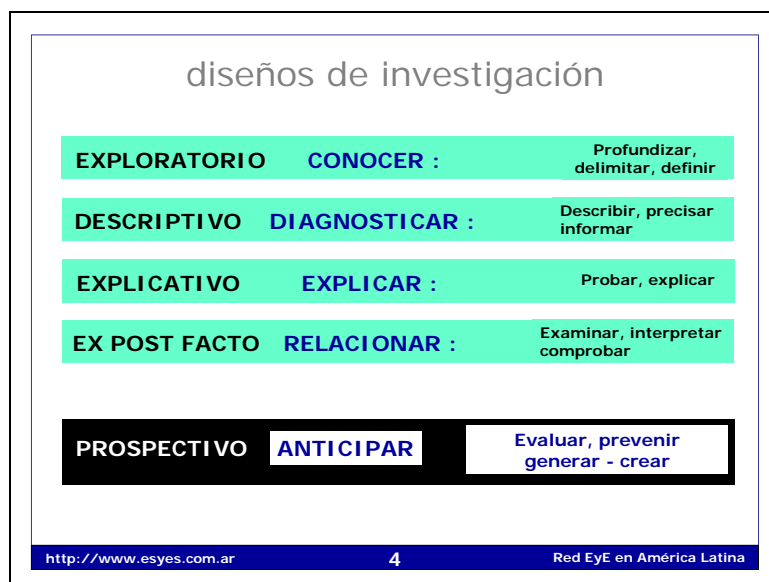 diseños de investigación
EXPLORATORIO CONOCER : Profundizar,
delimitar, definir
DESCRIPTIVO DIAGNOSTICAR : Describir, precisar
informar
EXPLICATIVO EXPLICAR : Probar, explicar
EX POST FACTO RELACIONAR : Examinar, interpretar
comprobar
PROSPECTIVO ANTICIPAR Evaluar, prevenir
generar - crear
http://www.esyes.com.ar 4 Red EyE en América Latina